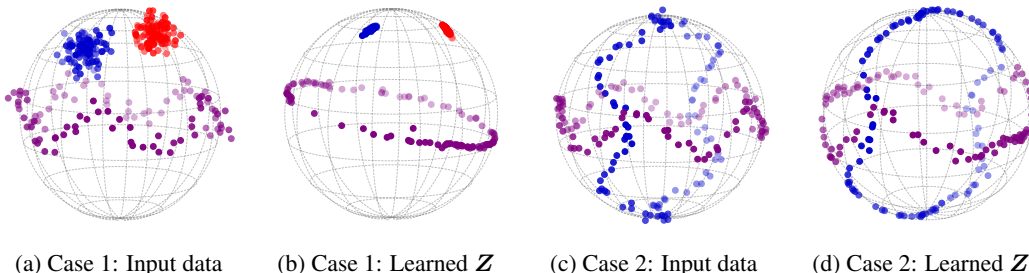 (a) Case 1: Input data
(b) Case 1: Learned Z
(c) Case 2: Input data
(d) Case 2: Learned Z